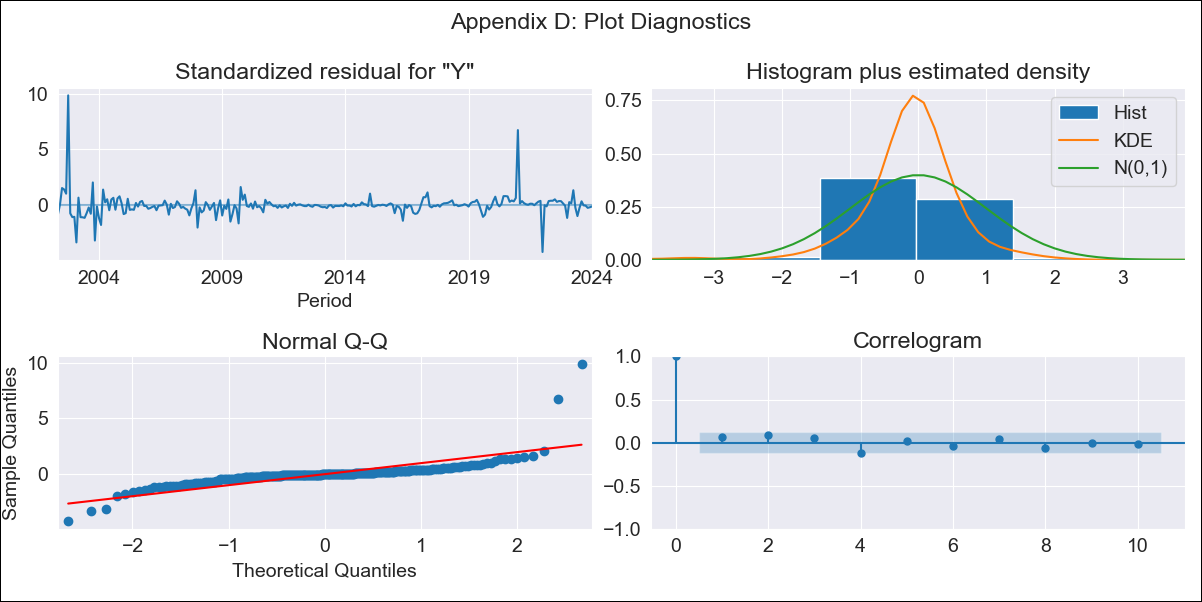 Appendix D: Plot Diagnostics
Standardized residual for "Y"
10
5
0
2004 2009 2014 2019 2024
Period
Histogram plus estimated density
0.75
0.50
0.25
0.00
−3 −2 −1 0 1 2 3
Hist
KDE
N(0,1)
Normal Q-Q
Sample Quantiles
10
5
0
−2 −1 0 1 2
Theoretical Quantiles
Correlogram
1.0
0.5
0.0
−0.5
−1.0
0 2 4 6 8 10